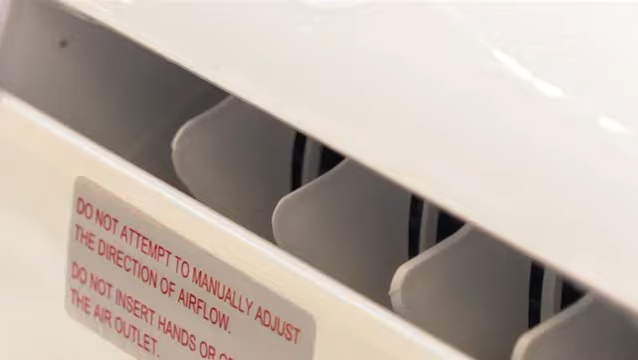 DO NOT ATTEMPT TO MANUALLY ADJUST
THE DIRECTION OF AIRFLOW.
DO NOT INSERT HANDS OR
THE AIR OUTLET.